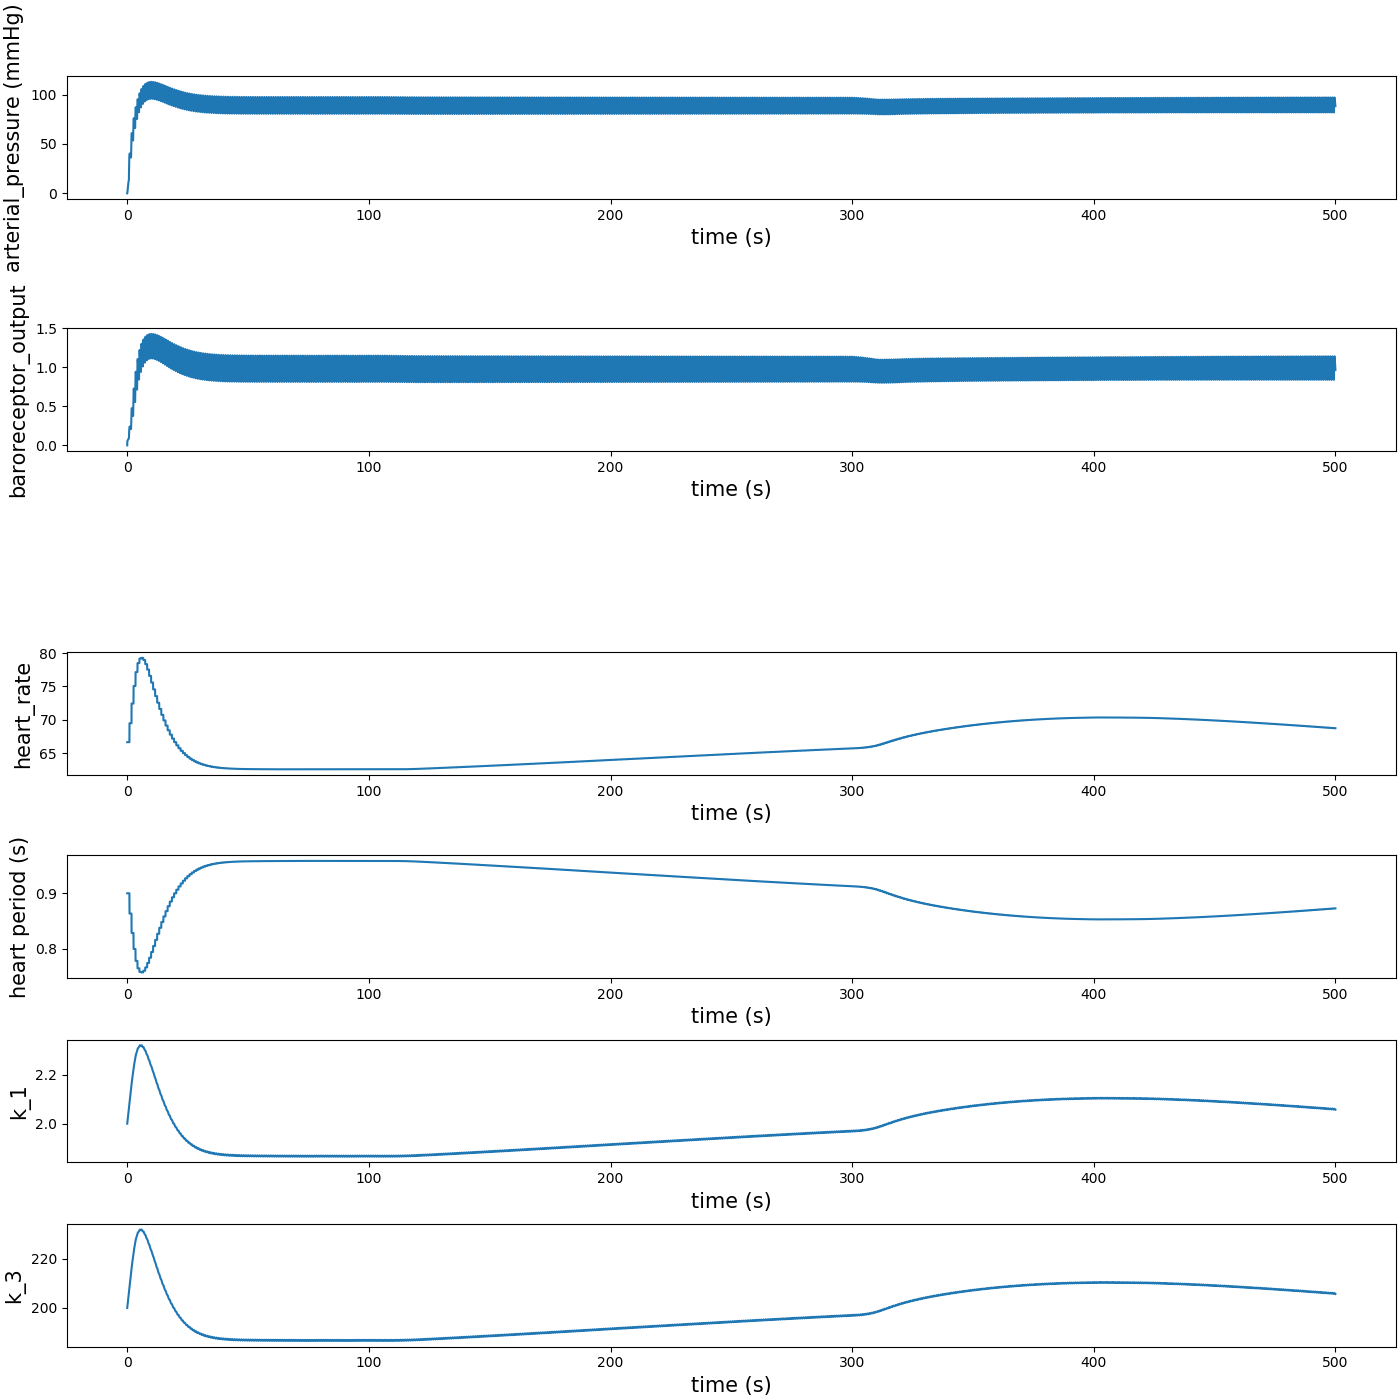 arterial_pressure (mmHg)
100
50
0
0 100 200 300 400 500
time (s)
baroreceptor_output
1.5
1.0
0.5
0.0
0 100 200 300 400 500
time (s)
heart_rate
80
75
70
65
0 100 200 300 400 500
time (s)
heart period (s)
0.9
0.8
0 100 200 300 400 500
time (s)
k_1
2.2
2.0
0 100 200 300 400 500
time (s)
k_3
220
200
0 100 200 300 400 500
time (s)